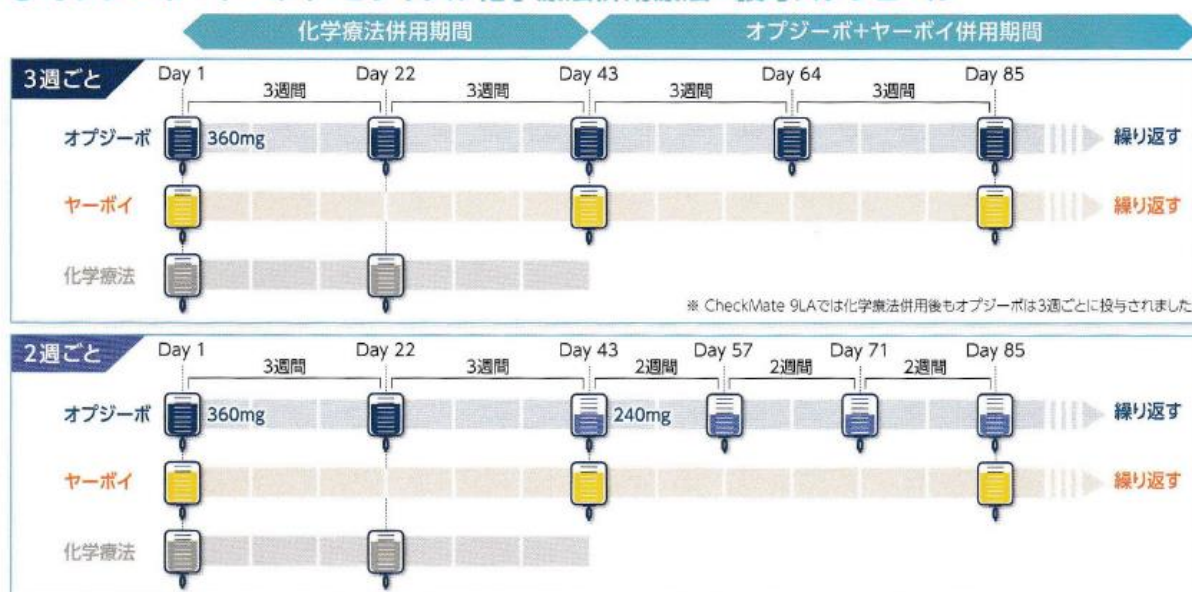 化学療法併用期間
オプジーボ+ヤーボイ併用期間
3週ごと
Day 1 Day 22 Day 43 Day 64 Day 85
3週間 3週間 3週間 3週間
オプジーボ 360mg 繰り返す
ヤーボイ 繰り返す
化学療法
※ CheckMate 9LAでは化学療法併用後もオプジーボは3週ごとに投与されました
2週ごと
Day 1 Day 22 Day 43 Day 57 Day 71 Day 85
3週間 3週間 2週間 2週間 2週間
オプジーボ 360mg 240mg 繰り返す
ヤーボイ 繰り返す
化学療法